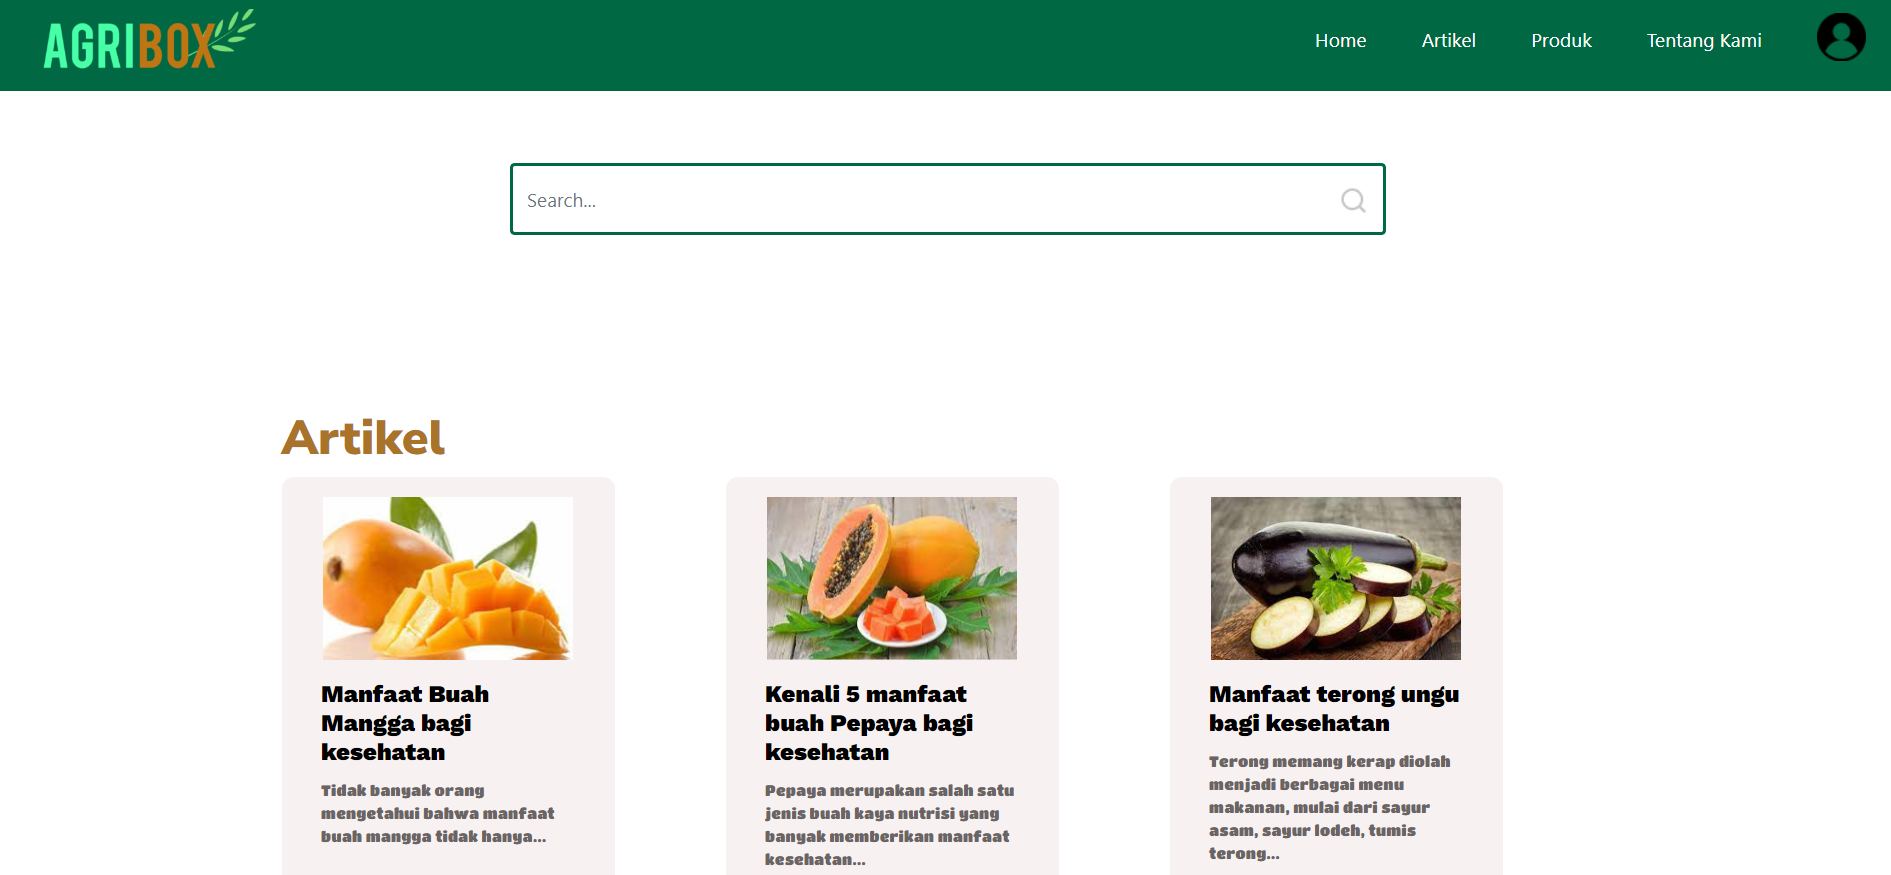 AGRIBOX
Home
Artikel
Produk
Tentang Kami
Search...
Artikel
Manfaat Buah
Mangga bagi
kesehatan
Tidak banyak orang
mengetahui bahwa manfaat
buah mangga tidak hanya...
Kenali 5 manfaat
buah Pepaya bagi
kesehatan
Pepaya merupakan salah satu
jenis buah kaya nutrisi yang
banyak memberikan manfaat
kesehatan...
Manfaat terong ungu
bagi kesehatan
Terong memang kerap diolah
menjadi berbagai menu
makanan, mulai dari sayur
asam, sayur lodeh, tumis
terong...